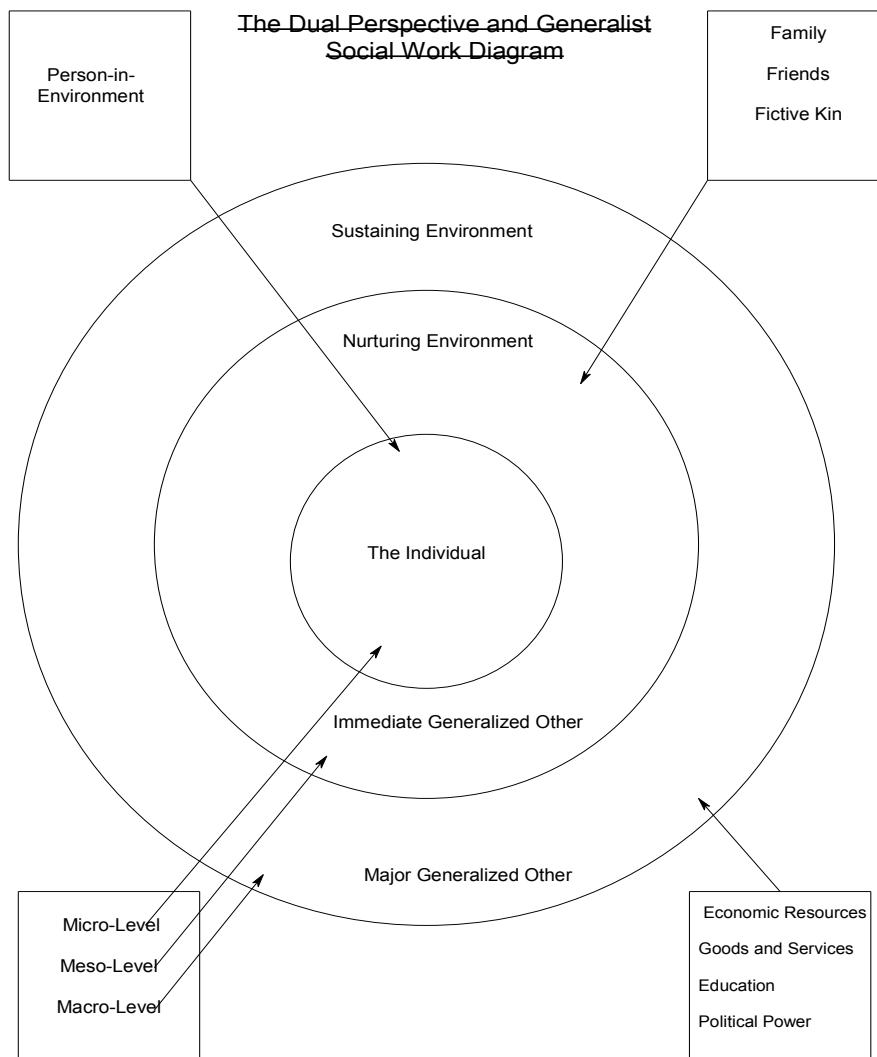 The Dual Perspective and Generalist
Social Work Diagram
Person-in-
Environment
Family
Friends
Fictive Kin
Sustaining Environment
Nurturing Environment
The Individual
Immediate Generalized Other
Major Generalized Other
Micro-Level
Meso-Level
Macro-Level
Economic Resources
Goods and Services
Education
Political Power